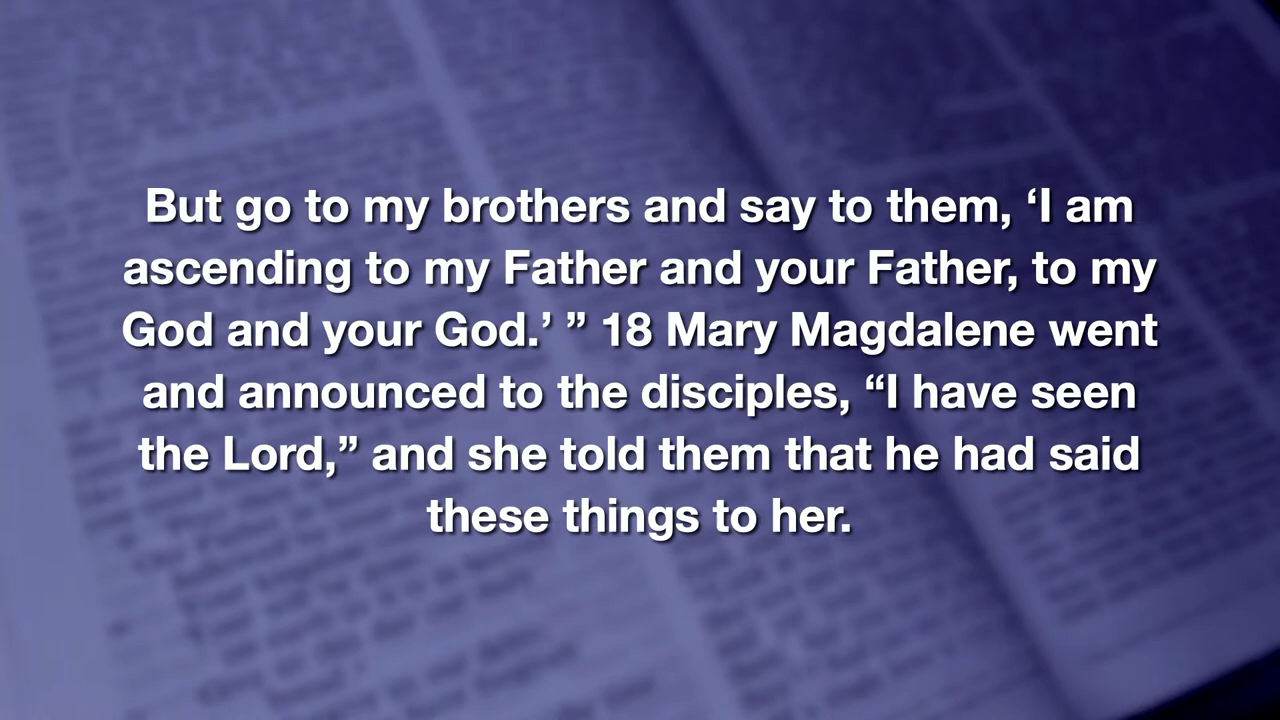 But go to my brothers and say to them, ‘I am
ascending to my Father and your Father, to my
God and your God.’ ” 18 Mary Magdalene went
and announced to the disciples, “I have seen
the Lord,” and she told them that he had said
these things to her.